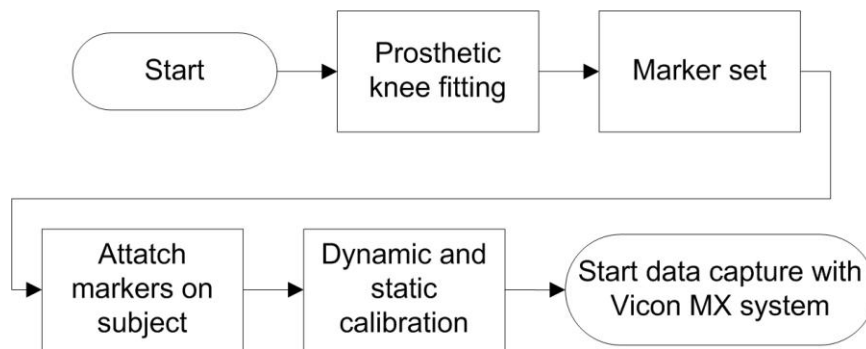 Start
Prosthetic
knee fitting
Marker set
Attatch
markers on
subject
Dynamic and
static
calibration
Start data capture with
Vicon MX system